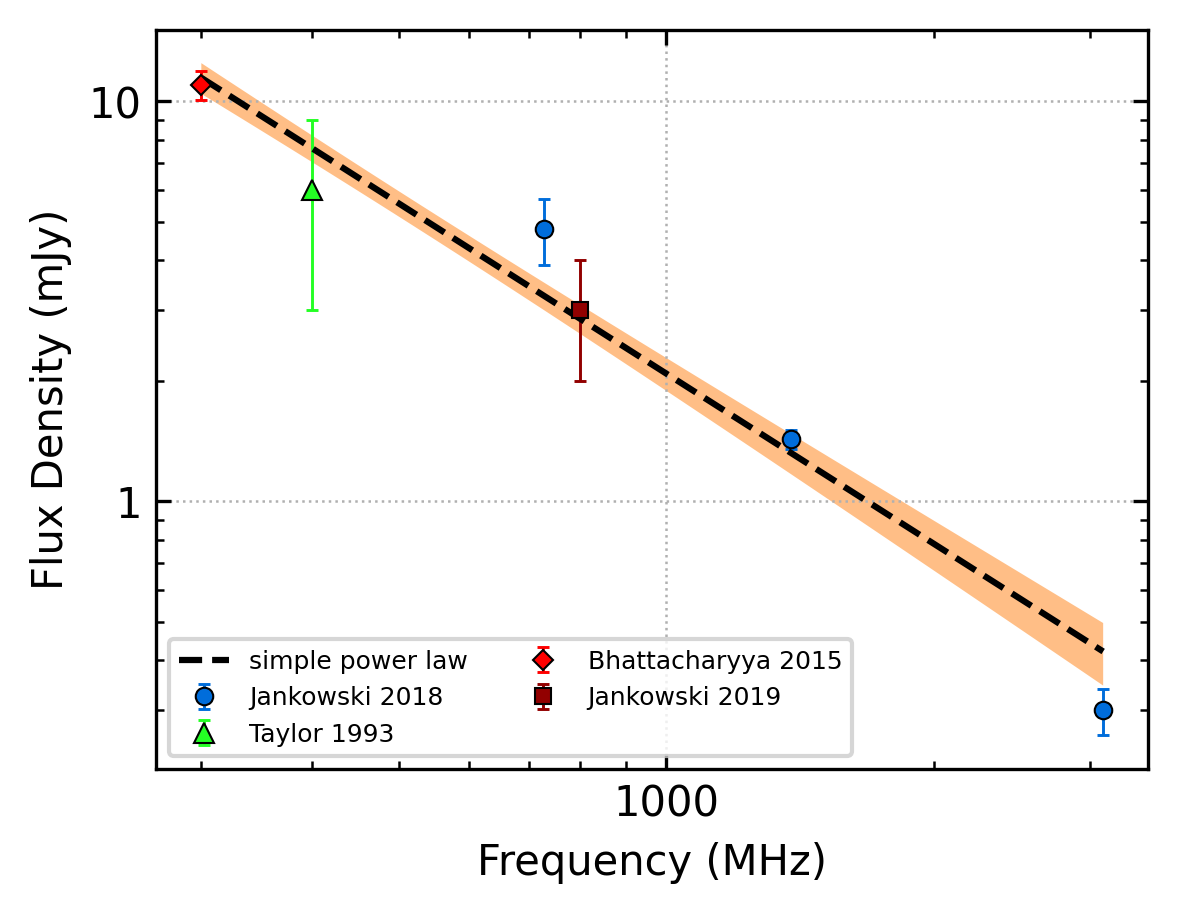 10
1
Flux Density (mJy)
simple power law
Jankowski 2018
Taylor 1993
Bhattacharyya 2015
Jankowski 2019
1000
Frequency (MHz)